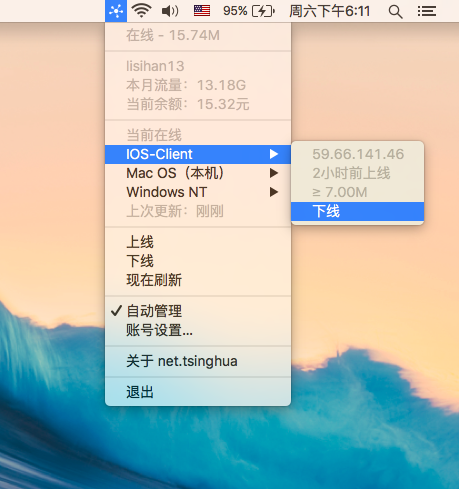 95% 周六下午6:11
在线 - 15.74M
lisihan13
本月流量：13.18G
当前余额：15.32元
当前在线
IOS-Client
Mac OS（本机）
Windows NT
上次更新：刚刚
59.66.141.46
2小时前上线
≥ 7.00M
下线
上线
下线
现在刷新
自动管理
账号设置...
关于 net.tsinghua
退出